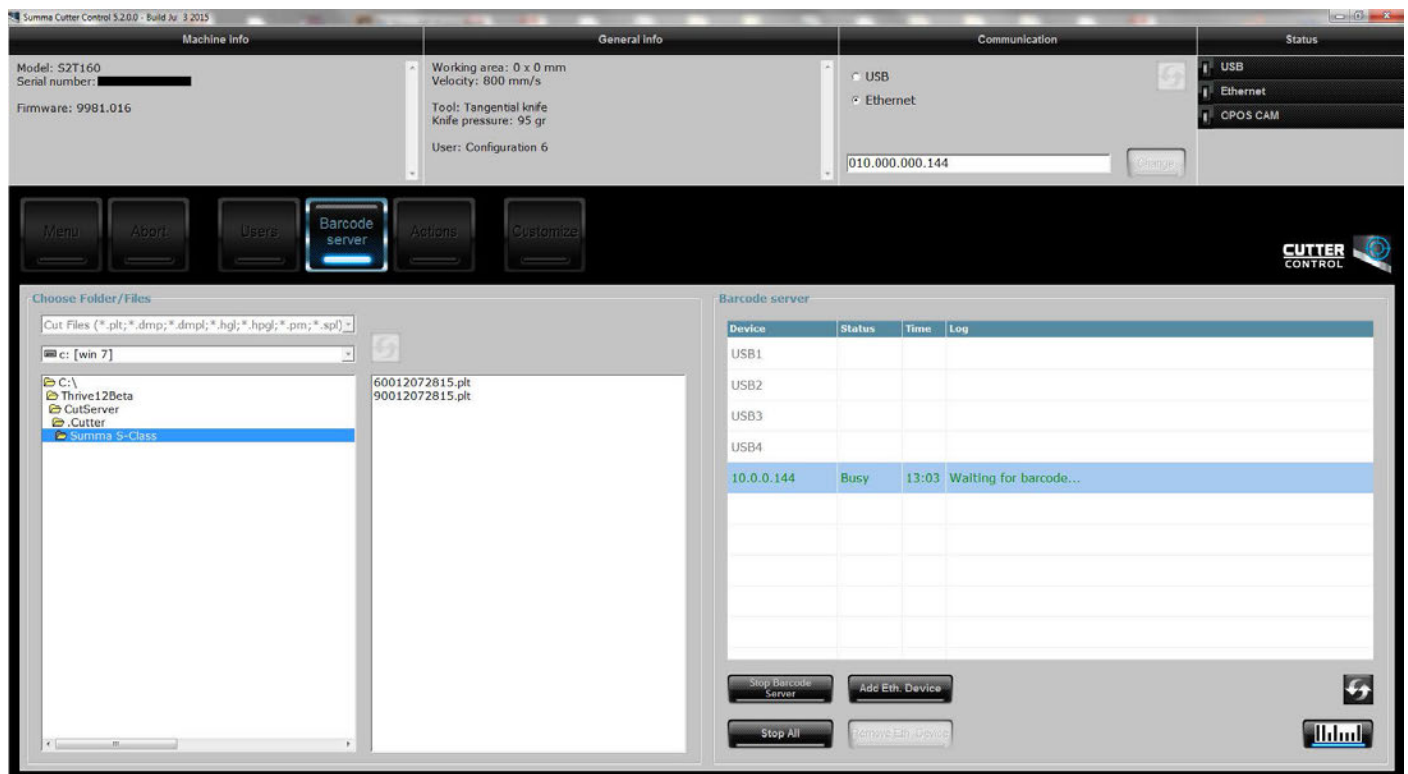 Summa Cutter Control 5.2.0.0 - Build Jul 3 2015
Machine info
General info
Communication
Status
Model: S2T160
Serial number:
Firmware: 9981.016
Working area: 0 x 0 mm
Velocity: 800 mm/s
Tool: Tangential knife
Knife pressure: 95 gr
User: Configuration 6
USB
Ethernet
010.000.000.144
Change
USB
Ethernet
OPOS CAM
Menu
Abort
Users
Barcode
server
Actions
Customize
CUTTER
CONTROL
Choose Folder/Files
Cut Files (*.plt;*.dmp;*.dmpl;*.hgl;*.hpgl;*.prn;*.spl)
c: [win 7]
C:\
Thrive12Beta
CutServer
.Cutter
Summa S-Class
60012072815.plt
90012072815.plt
Barcode server
Device Status Time Log
USB1
USB2
USB3
USB4
10.0.0.144 Busy 13:03 Waiting for barcode...
Stop Barcode
Server
Add Eth. Device
Stop All
Remove Eth. Device